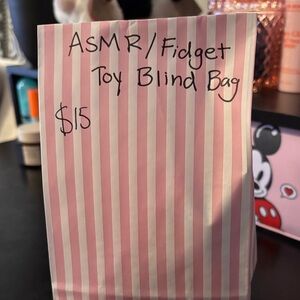 ASMR/Fidget
Toy Blind Bag
$15